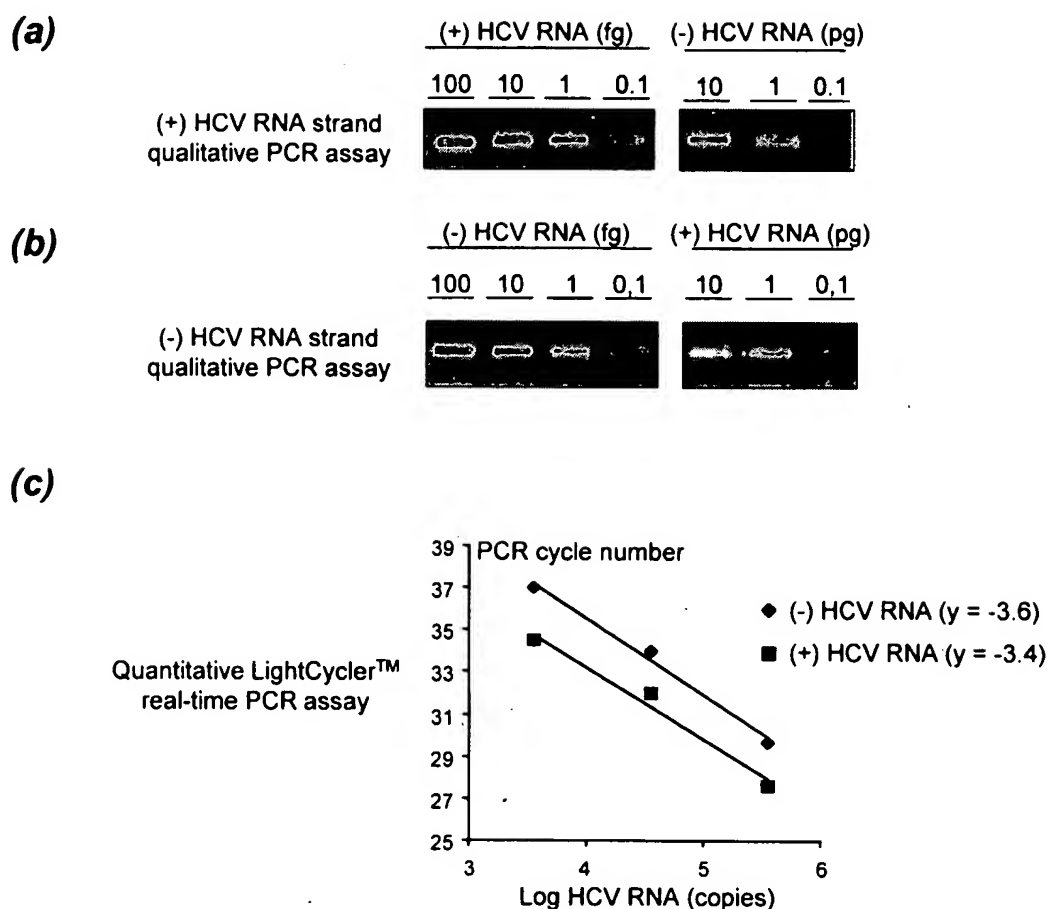 (a)
(+) HCV RNA (fg) (-) HCV RNA (pg)
100 10 1 0.1 10 1 0.1
(+) HCV RNA strand
qualitative PCR assay
(b)
(-) HCV RNA (fg) (+) HCV RNA (pg)
100 10 1 0,1 10 1 0,1
(-) HCV RNA strand
qualitative PCR assay
(c)
Quantitative LightCycler™
real-time PCR assay
PCR cycle number
39
37
35
33
31
29
27
25
3 4 5 6
Log HCV RNA (copies)
(-) HCV RNA (y = -3.6)
(+) HCV RNA (y = -3.4)